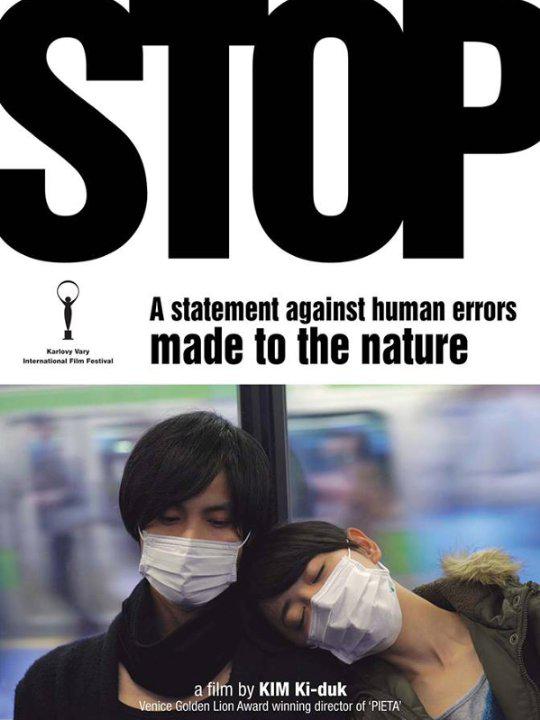 STOP
A statement against human errors
made to the nature
Karlovy Vary
International Film Festival
a film by KIM Ki-duk
Venice Golden Lion Award winning director of 'PIETA'